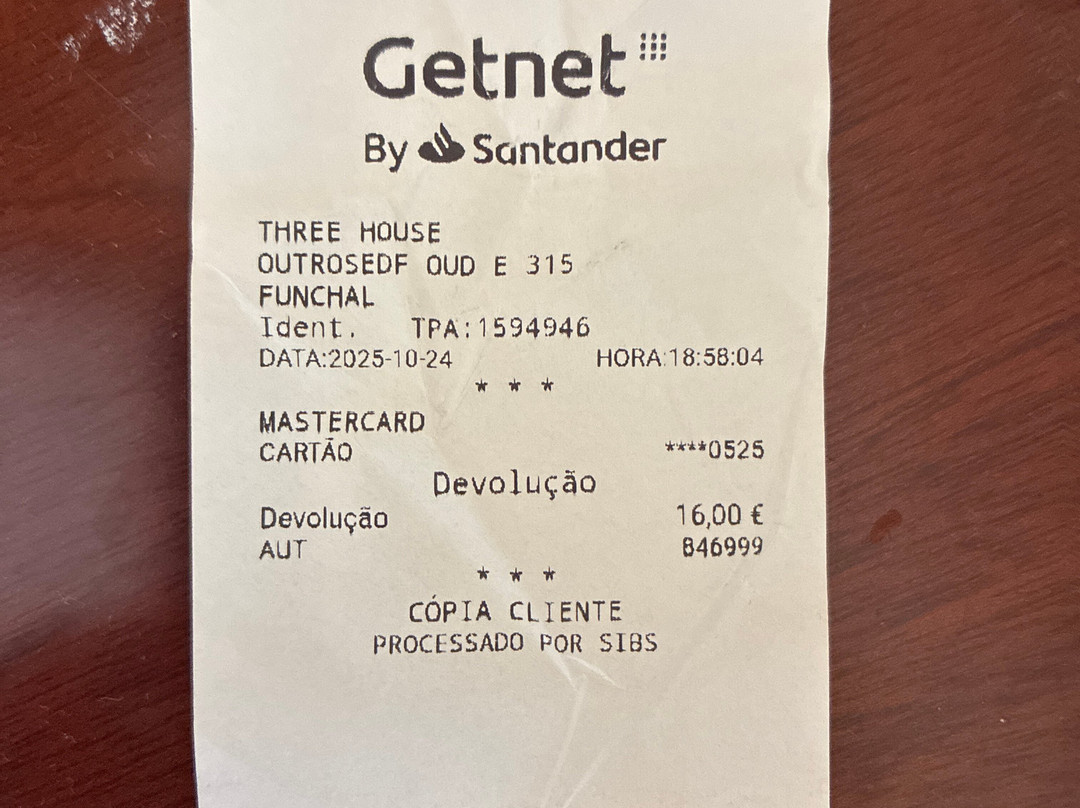 Getnet
By Santander
THREE HOUSE
OUTROSEDF OUD E 315
FUNCHAL
Ident. TPA:1594946
DATA:2025-10-24 HORA:18:58:04
* * *
MASTERCARD
CARTÃO ****0525
Devolução
Devolução 16,00 €
AUT 846999
* * *
CÓPIA CLIENTE
PROCESSADO POR SIBS